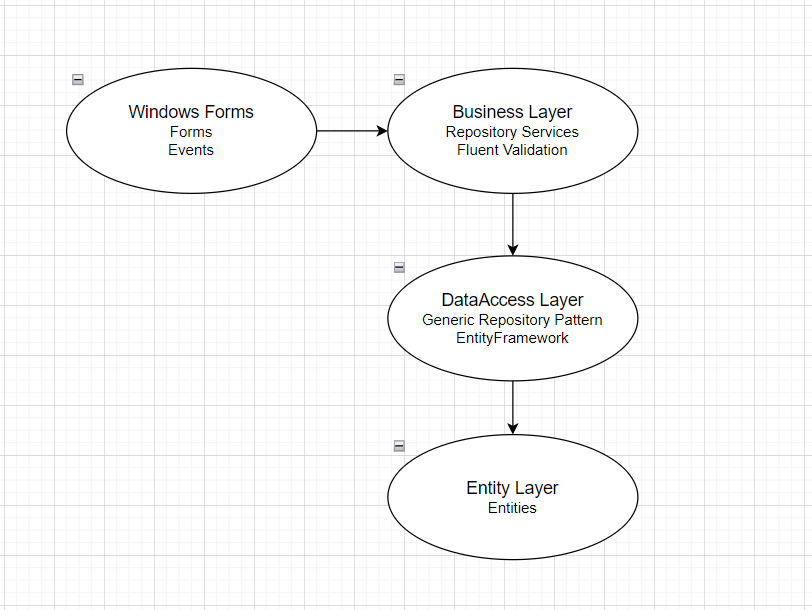 Windows Forms
Forms
Events
Business Layer
Repository Services
Fluent Validation
DataAccess Layer
Generic Repository Pattern
EntityFramework
Entity Layer
Entities